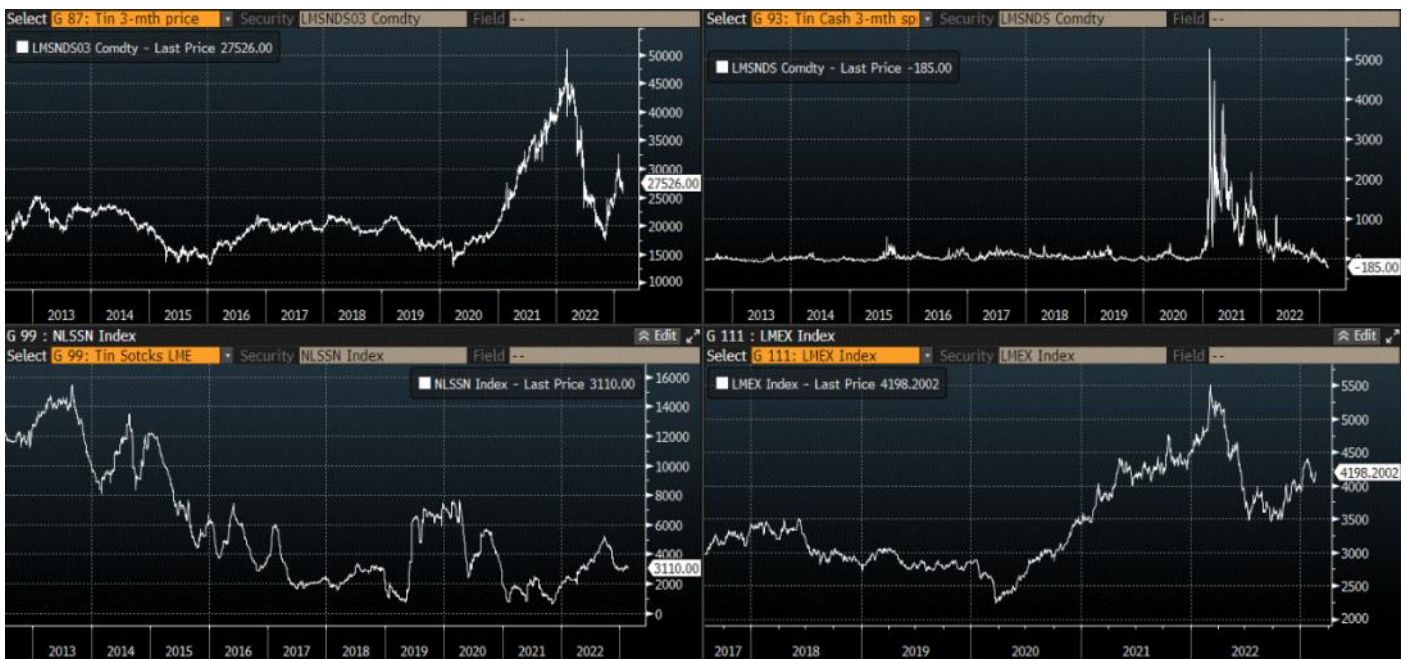 Select G 87: Tin 3-mth price Security LMSNDS03 Comdty Field --
LMSNDS03 Comdty - Last Price 27526.00
50000
45000
40000
35000
30000
27526.00
25000
20000
15000
10000
2013 2014 2015 2016 2017 2018 2019 2020 2021 2022
Select G 93: Tin Cash 3-mth sp Security LMSNDS Comdty Field --
LMSNDS Comdty - Last Price -185.00
5000
4000
3000
2000
1000
0
-185.00
2013 2014 2015 2016 2017 2018 2019 2020 2021 2022
G 99 : NLSSN Index Edit
Select G 99: Tin Sotcks LME Security NLSSN Index Field --
NLSSN Index - Last Price 3110.00
16000
14000
12000
10000
8000
6000
4000
3110.00
2000
0
2013 2014 2015 2016 2017 2018 2019 2020 2021 2022
G 111 : LMEX Index Edit
Select G 111: LMEX Index Security LMEX Index Field --
LMEX Index - Last Price 4198.2002
5500
5000
4500
4198.2002
4000
3500
3000
2500
2000
2017 2018 2019 2020 2021 2022